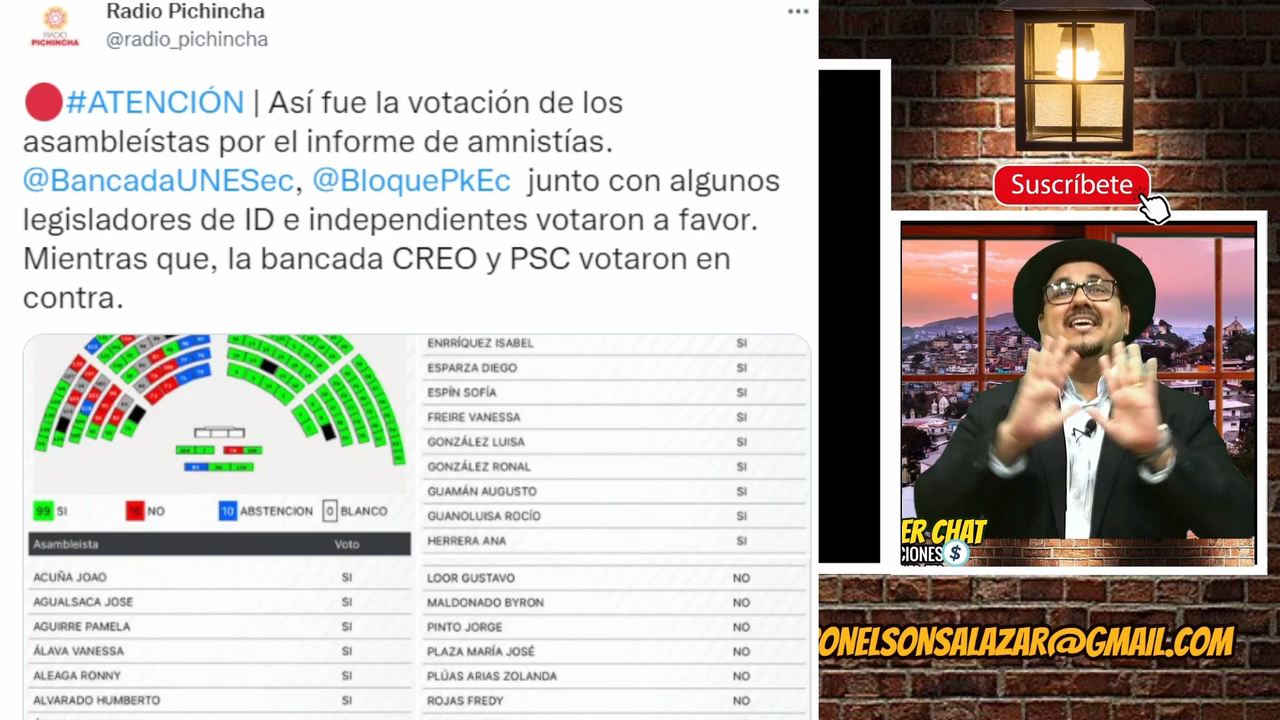 Radio Pichincha
@radio_pichincha
RADIO
PICHINCHA
#ATENCIÓN | Así fue la votación de los
asambleístas por el informe de amnistías.
@BancadaUNESec, @BloquePkEc junto con algunos
legisladores de ID e independientes votaron a favor.
Mientras que, la bancada CREO y PSC votaron en
contra.
99 SI 16 NO 10 ABSTENCION 0 BLANCO
Asambleista Voto
ACUÑA JOAO SI
AGUALSACA JOSE SI
AGUIRRE PAMELA SI
ÁLAVA VANESSA SI
ALEAGA RONNY SI
ALVARADO HUMBERTO SI
ENRRÍQUEZ ISABEL SI
ESPARZA DIEGO SI
ESPÍN SOFÍA SI
FREIRE VANESSA SI
GONZÁLEZ LUISA SI
GONZÁLEZ RONAL SI
GUAMÁN AUGUSTO SI
GUANOLUISA ROCÍO SI
HERRERA ANA SI
LOOR GUSTAVO NO
MALDONADO BYRON NO
PINTO JORGE NO
PLAZA MARÍA JOSÉ NO
PLÚAS ARIAS ZOLANDA NO
ROJAS FREDY NO
Suscríbete
ER CHAT
CIONES $
ONELSONSALAZAR@GMAIL.COM